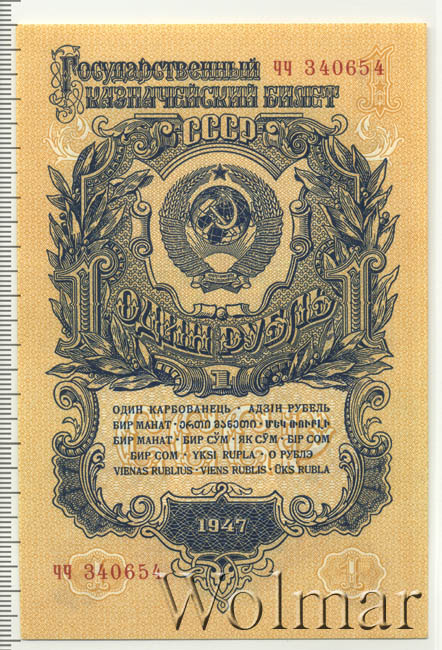 Государственный ЧЧ 340654
казначейский билет
СССР
1
1 1
ОДИН РУБЛЬ
1
ОДИН КАРБОВАНЕЦЬ · АДЗІН РУБЕЛЬ
БИР МАНАТ · ᲔᲠᲗᲘ ᲛᲐᲜᲔᲗᲘ · ՄԵԿ ՌՈՒԲԼԻ
БИР МАНАТ · БИР СЎМ · ЯК СЎМ · БІР СОМ
БИР СОМ · YKSI RUPLA · О РУБЛЭ
VIENAS RUBLIUS · VIENS RUBLIS · ÜKS RUBLA
1947
ЧЧ 340654
1
Wolmar